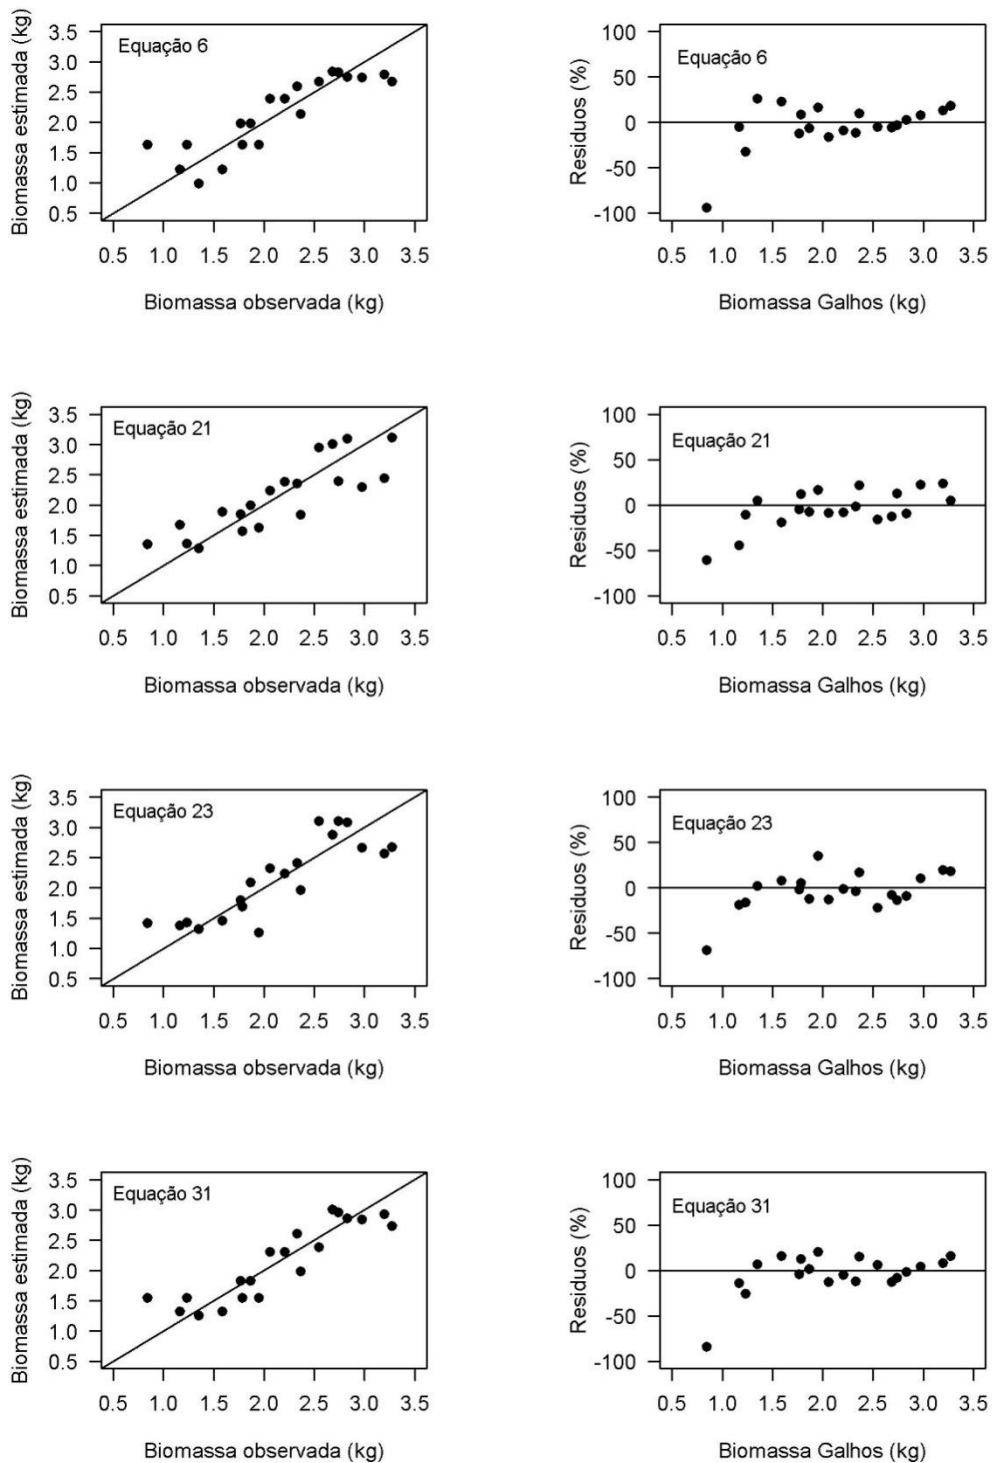 Biomassa estimada (kg)
3.5
3.0
2.5
2.0
1.5
1.0
0.5
Equação 6
0.5 1.0 1.5 2.0 2.5 3.0 3.5
Biomassa observada (kg)
Residuos (%)
100
50
0
-50
-100
Equação 6
0.5 1.0 1.5 2.0 2.5 3.0 3.5
Biomassa Galhos (kg)
Biomassa estimada (kg)
3.5
3.0
2.5
2.0
1.5
1.0
0.5
Equação 21
0.5 1.0 1.5 2.0 2.5 3.0 3.5
Biomassa observada (kg)
Residuos (%)
100
50
0
-50
-100
Equação 21
0.5 1.0 1.5 2.0 2.5 3.0 3.5
Biomassa Galhos (kg)
Biomassa estimada (kg)
3.5
3.0
2.5
2.0
1.5
1.0
0.5
Equação 23
0.5 1.0 1.5 2.0 2.5 3.0 3.5
Biomassa observada (kg)
Residuos (%)
100
50
0
-50
-100
Equação 23
0.5 1.0 1.5 2.0 2.5 3.0 3.5
Biomassa Galhos (kg)
Biomassa estimada (kg)
3.5
3.0
2.5
2.0
1.5
1.0
0.5
Equação 31
0.5 1.0 1.5 2.0 2.5 3.0 3.5
Biomassa observada (kg)
Residuos (%)
100
50
0
-50
-100
Equação 31
0.5 1.0 1.5 2.0 2.5 3.0 3.5
Biomassa Galhos (kg)